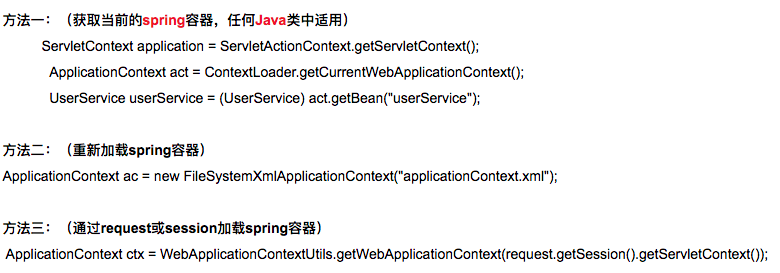 方法一：（获取当前的spring容器，任何Java类中适用）
ServletContext application = ServletActionContext.getServletContext();
ApplicationContext act = ContextLoader.getCurrentWebApplicationContext();
UserService userService = (UserService) act.getBean("userService");
方法二：（重新加载spring容器）
ApplicationContext ac = new FileSystemXmlApplicationContext("applicationContext.xml");
方法三：（通过request或session加载spring容器）
ApplicationContext ctx = WebApplicationContextUtils.getWebApplicationContext(request.getSession().getServletContext());